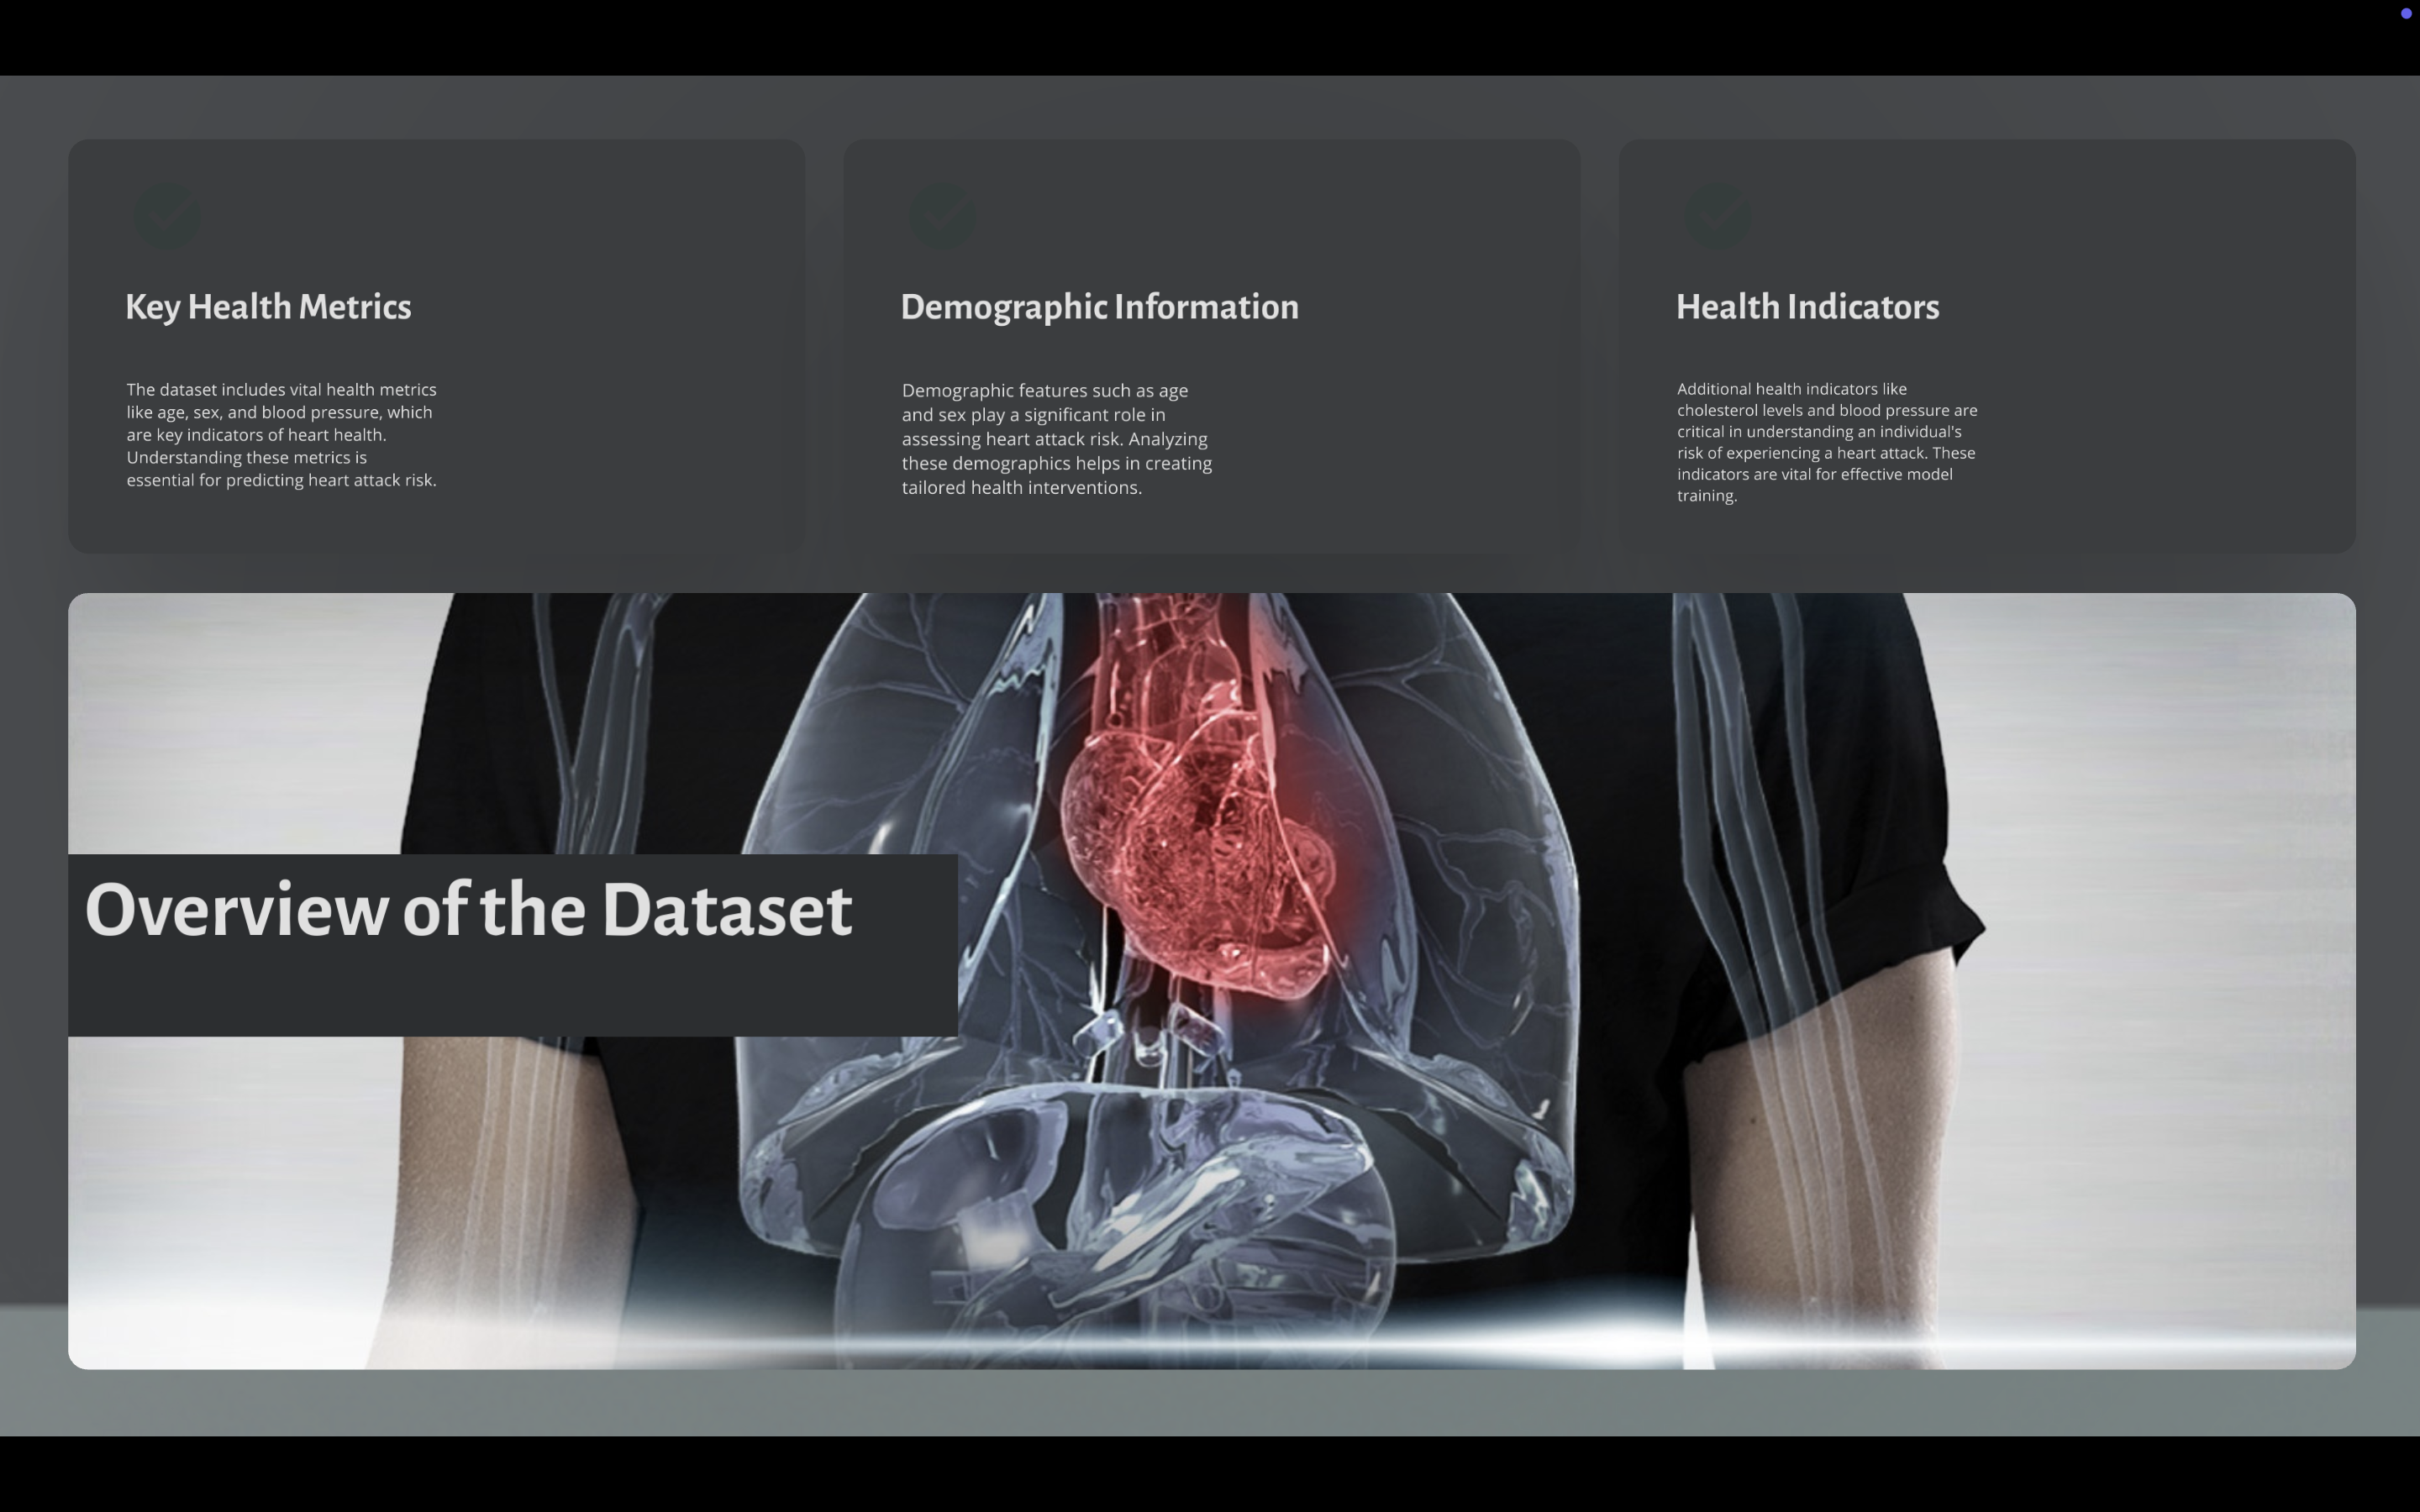 Key Health Metrics
The dataset includes vital health metrics
like age, sex, and blood pressure, which
are key indicators of heart health.
Understanding these metrics is
essential for predicting heart attack risk.
Demographic Information
Demographic features such as age
and sex play a significant role in
assessing heart attack risk. Analyzing
these demographics helps in creating
tailored health interventions.
Health Indicators
Additional health indicators like
cholesterol levels and blood pressure are
critical in understanding an individual's
risk of experiencing a heart attack. These
indicators are vital for effective model
training.
Overview of the Dataset